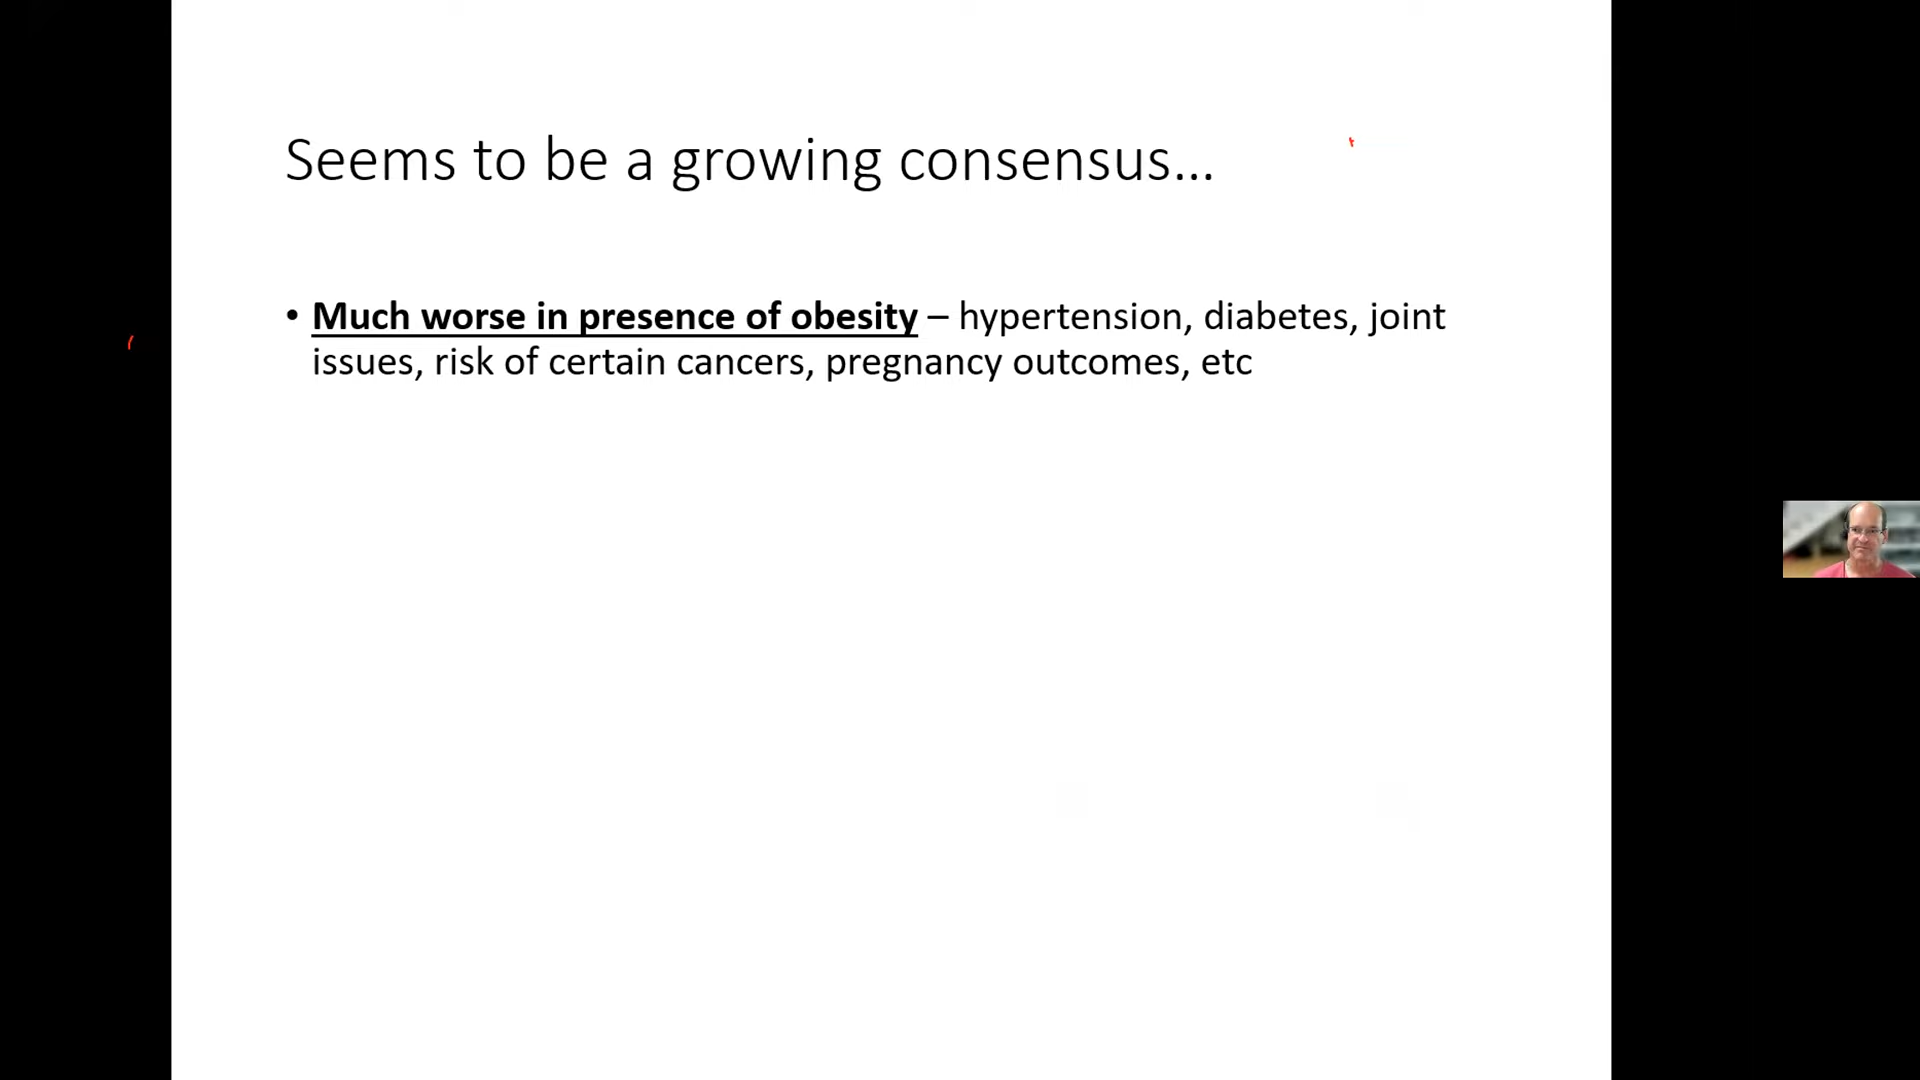 Seems to be a growing consensus...
• Much worse in presence of obesity – hypertension, diabetes, joint
issues, risk of certain cancers, pregnancy outcomes, etc